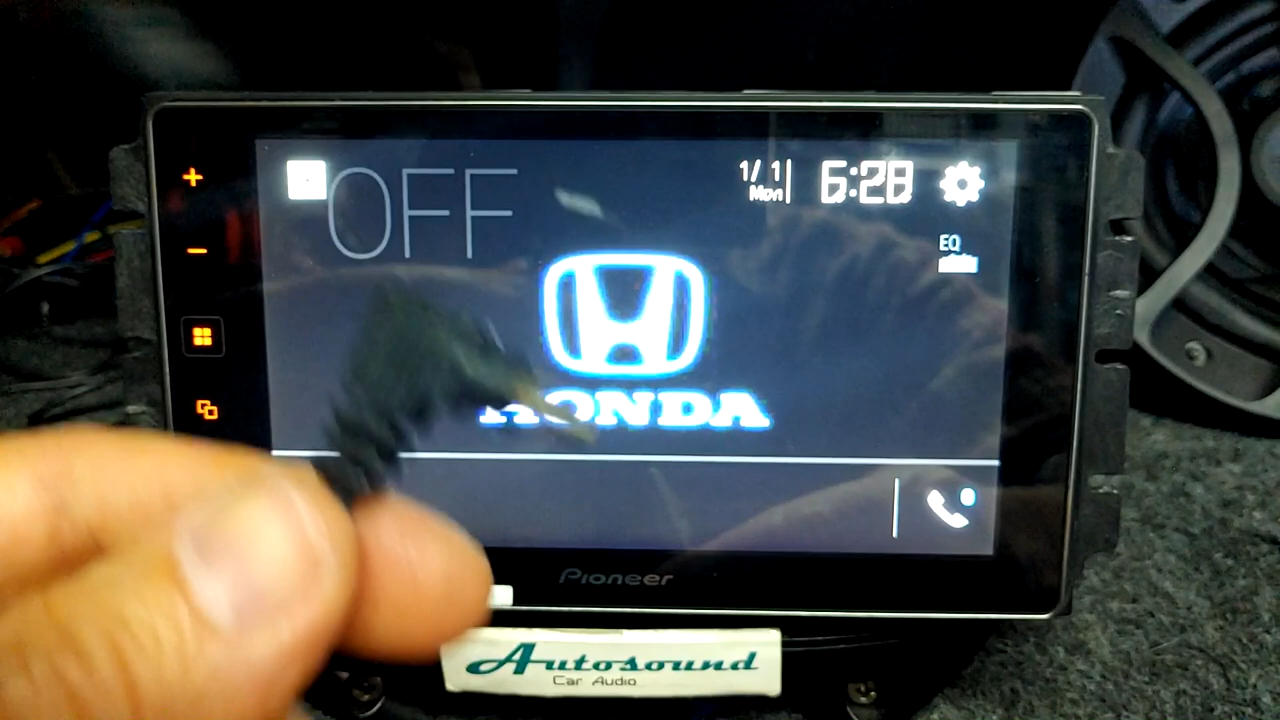 OFF
1/ 1
Mon
6:28
EQ
HONDA
Pioneer
Autosound
Car Audio